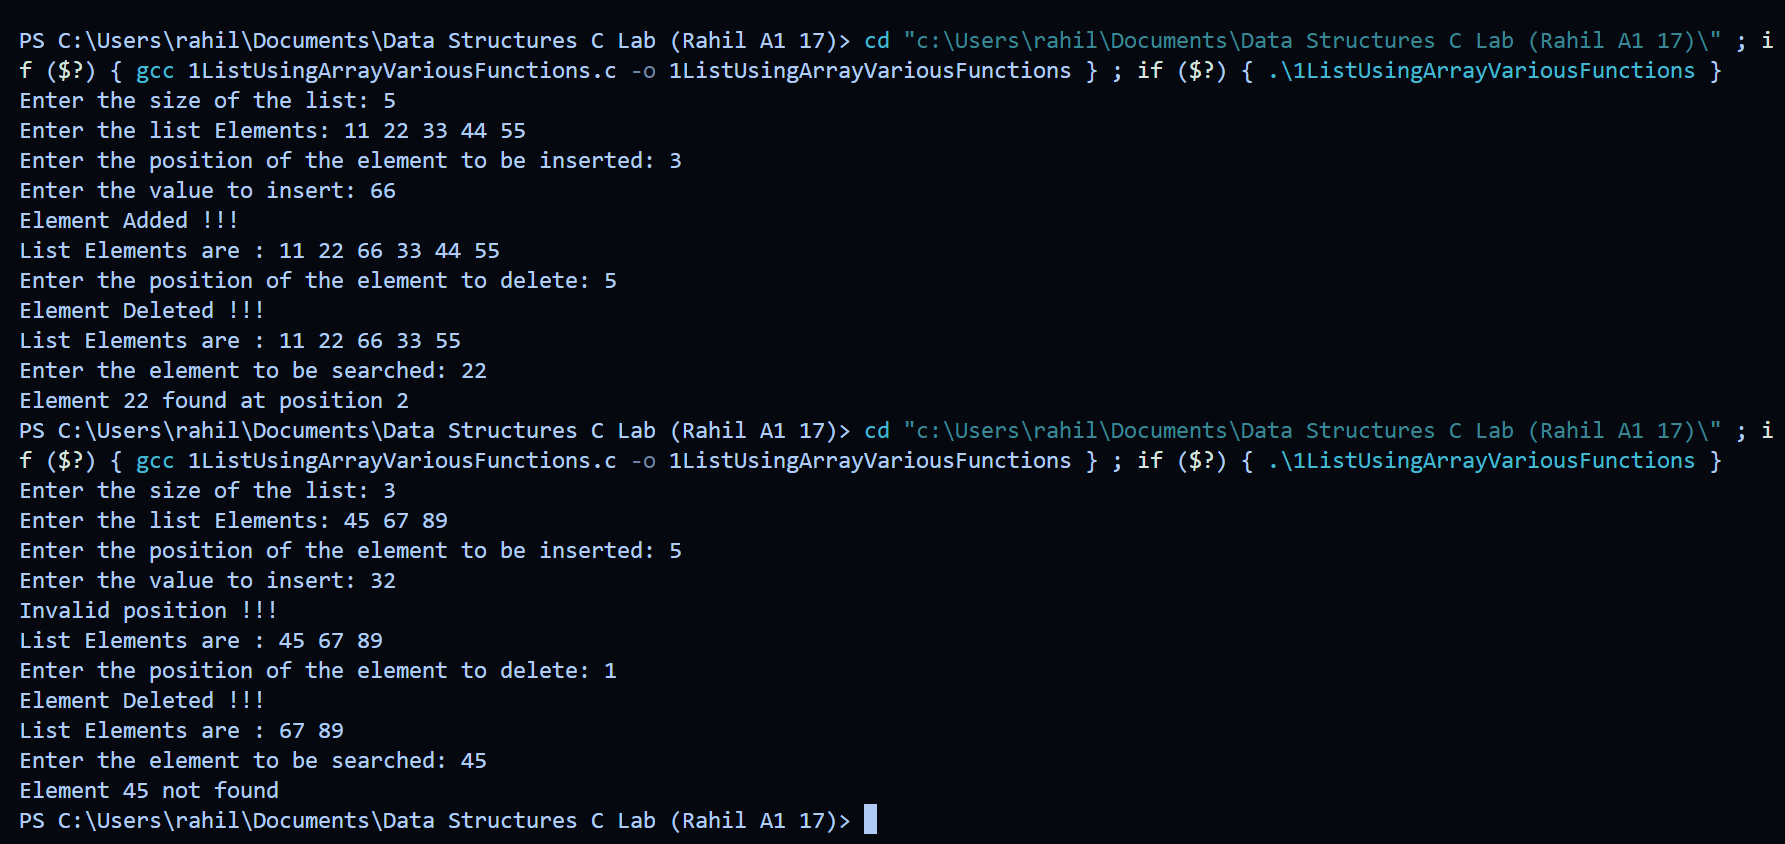 PS C:\Users\rahil\Documents\Data Structures C Lab (Rahil A1 17)> cd "c:\Users\rahil\Documents\Data Structures C Lab (Rahil A1 17)\" ; i
f ($?) { gcc 1ListUsingArrayVariousFunctions.c -o 1ListUsingArrayVariousFunctions } ; if ($?) { .\1ListUsingArrayVariousFunctions }
Enter the size of the list: 5
Enter the list Elements: 11 22 33 44 55
Enter the position of the element to be inserted: 3
Enter the value to insert: 66
Element Added !!!
List Elements are : 11 22 66 33 44 55
Enter the position of the element to delete: 5
Element Deleted !!!
List Elements are : 11 22 66 33 55
Enter the element to be searched: 22
Element 22 found at position 2
PS C:\Users\rahil\Documents\Data Structures C Lab (Rahil A1 17)> cd "c:\Users\rahil\Documents\Data Structures C Lab (Rahil A1 17)\" ; i
f ($?) { gcc 1ListUsingArrayVariousFunctions.c -o 1ListUsingArrayVariousFunctions } ; if ($?) { .\1ListUsingArrayVariousFunctions }
Enter the size of the list: 3
Enter the list Elements: 45 67 89
Enter the position of the element to be inserted: 5
Enter the value to insert: 32
Invalid position !!!
List Elements are : 45 67 89
Enter the position of the element to delete: 1
Element Deleted !!!
List Elements are : 67 89
Enter the element to be searched: 45
Element 45 not found
PS C:\Users\rahil\Documents\Data Structures C Lab (Rahil A1 17)>